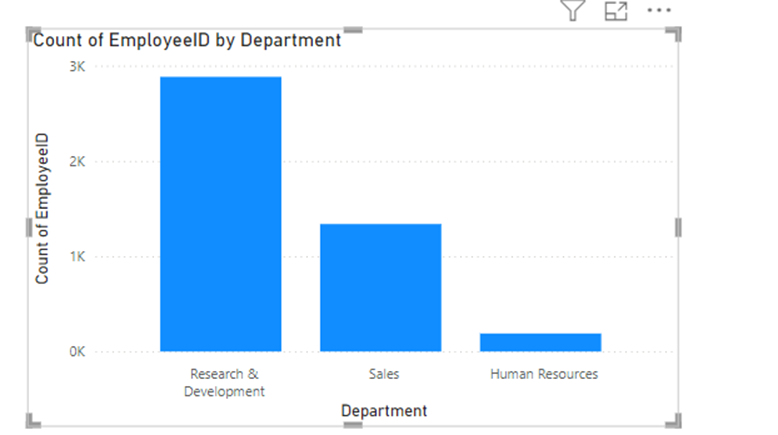 Count of EmployeeID by Department
Count of EmployeeID
3K
2K
1K
0K
Research &
Development
Sales
Human Resources
Department